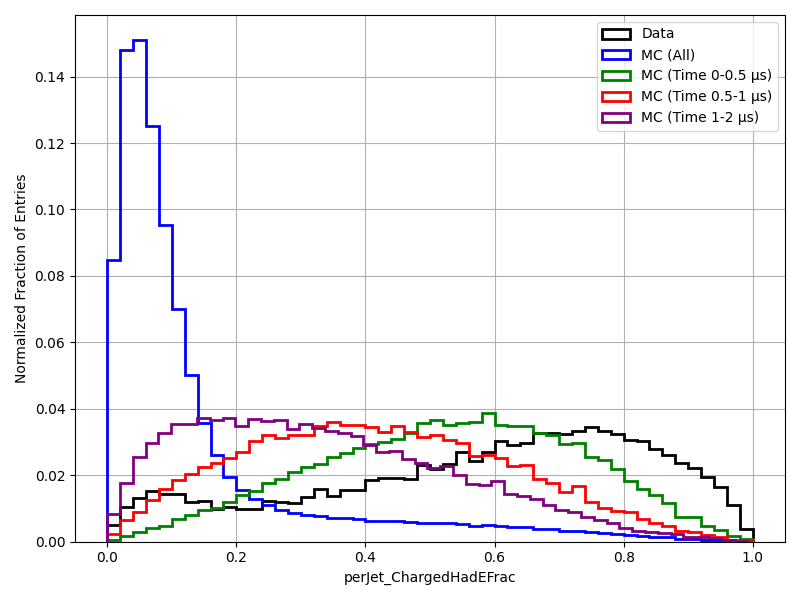 Data
MC (All)
MC (Time 0-0.5 μs)
MC (Time 0.5-1 μs)
MC (Time 1-2 μs)
Normalized Fraction of Entries
0.14
0.12
0.10
0.08
0.06
0.04
0.02
0.00
0.0 0.2 0.4 0.6 0.8 1.0
perJet_ChargedHadEFrac